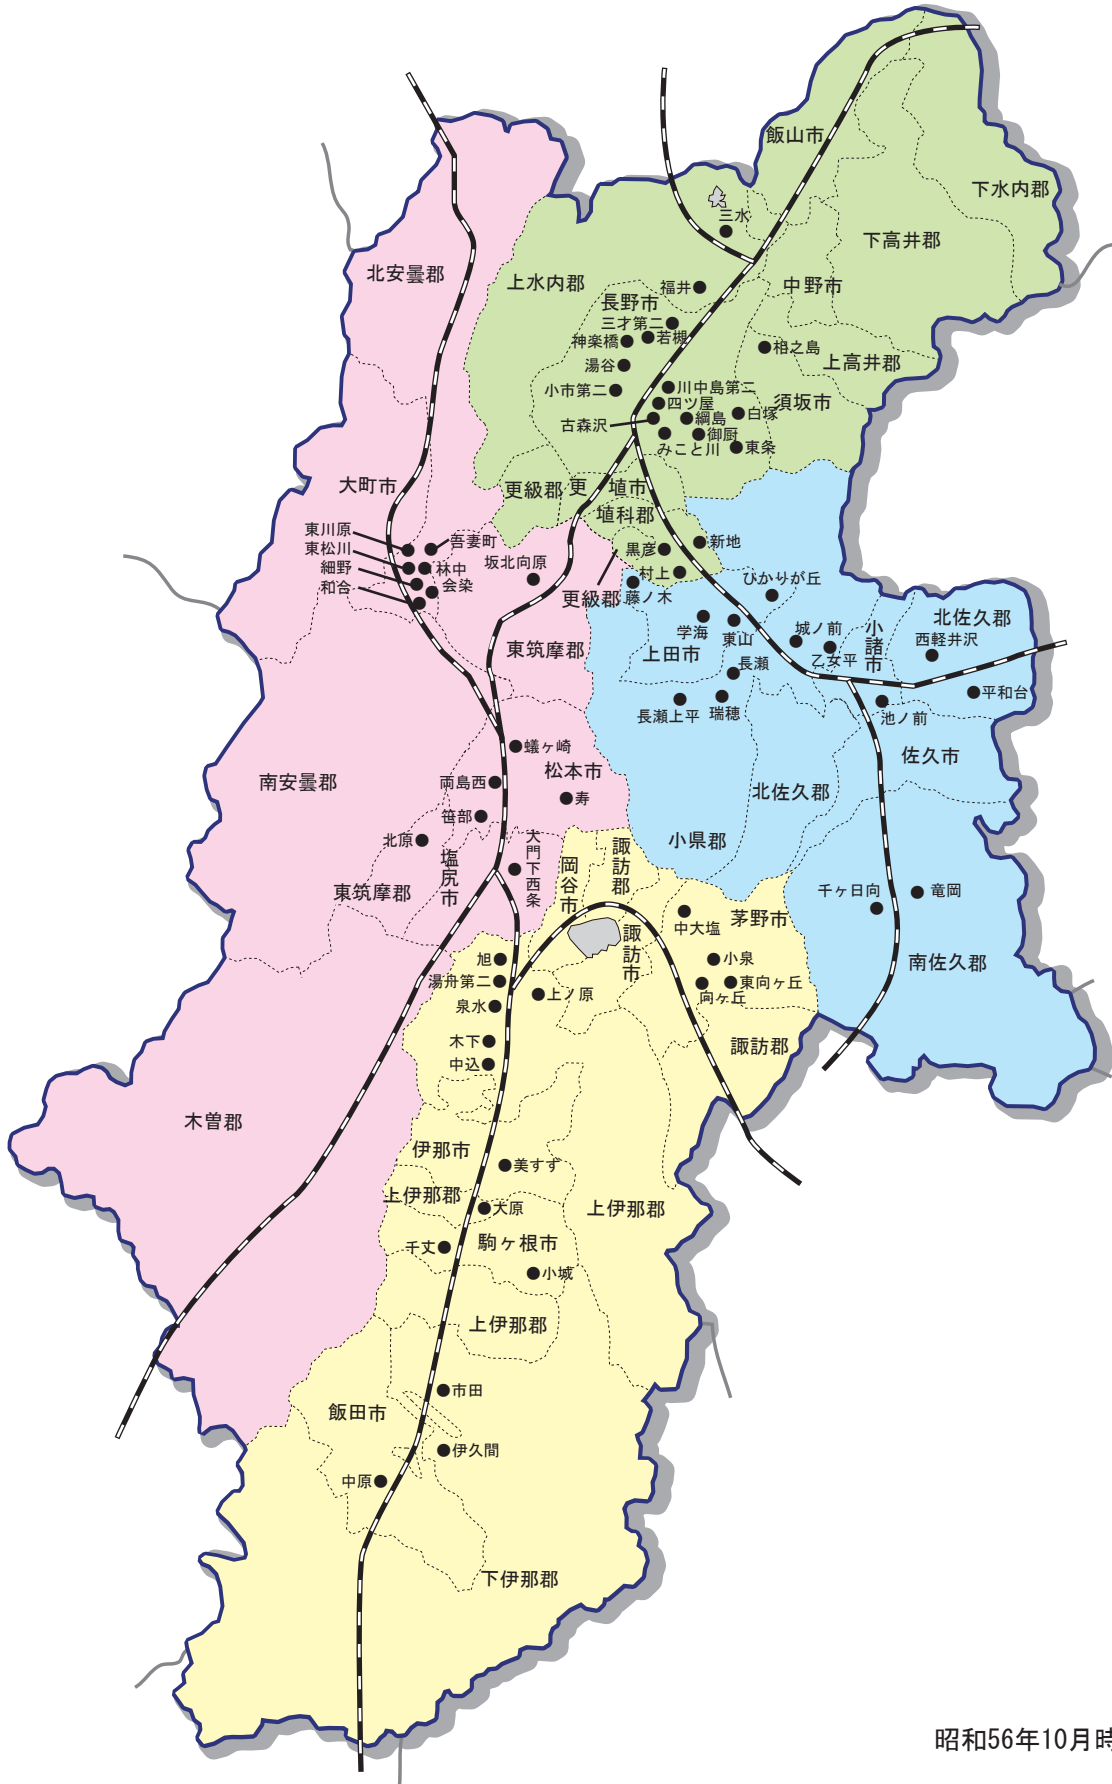 飯山市
下水内郡
三水
下高井郡
北安曇郡
上水内郡
福井
中野市
長野市
三才第二
若槻
神楽橋
相之島
上高井郡
湯谷
小市第二
川中島第二
四ツ屋
須坂市
白塚
古森沢
綱島
御厨
みこと川
東条
大町市
更級郡
更埴市
埴科郡
東川原
吾妻町
東松川
林中
細野
会染
和合
坂北向原
黒彦
新地
村上
更級郡
藤ノ木
ひかりが丘
北佐久郡
学海
東山
城ノ前
小諸市
西軽井沢
東筑摩郡
上田市
乙女平
長瀬
平和台
長瀬上平
瑞穂
池ノ前
蟻ヶ崎
佐久市
南安曇郡
両島西
松本市
寿
北佐久郡
笹部
北原
塩尻市
大門下西条
小県郡
岡谷市
諏訪郡
東筑摩郡
千ヶ日向
竜岡
中大塩
茅野市
諏訪市
旭
小泉
南佐久郡
湯舟第二
上ノ原
向ヶ丘
東向ヶ丘
泉水
木下
諏訪郡
中込
木曽郡
伊那市
美すず
上伊那郡
大原
上伊那郡
千丈
駒ヶ根市
小城
上伊那郡
市田
飯田市
伊久間
中原
下伊那郡
昭和56年10月時